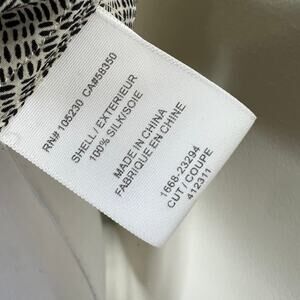 RN# 105230 CA#58350
SHELL / EXTERIEUR
100% SILK/SOIE
MADE IN CHINA
FABRIQUE EN CHINE
1668-23294
CUT / COUPE
412311